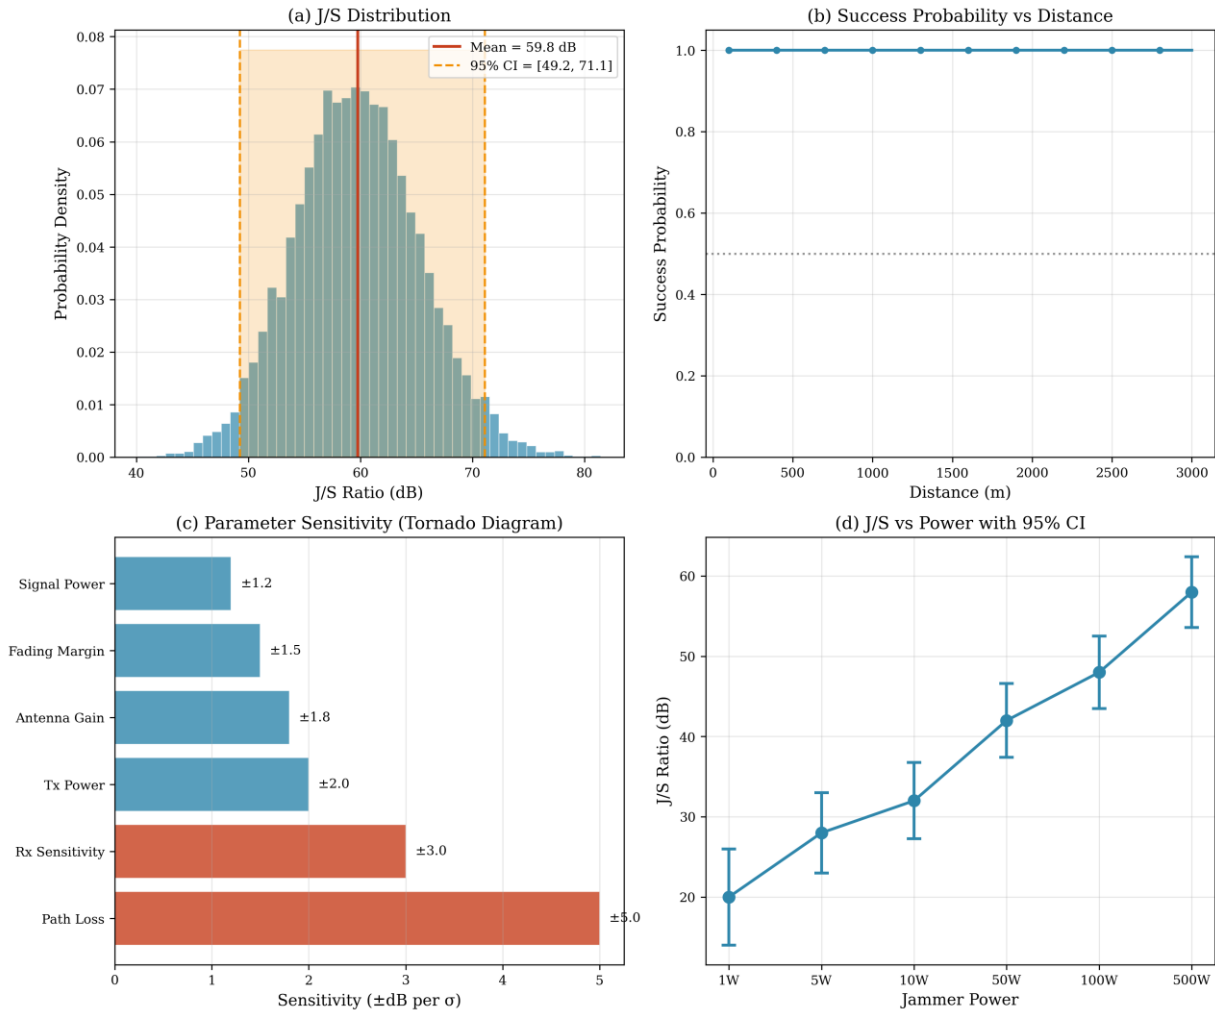 (a) J/S Distribution
Mean = 59.8 dB
95% CI = [49.2, 71.1]
0.08
0.07
0.06
0.05
0.04
0.03
0.02
0.01
0.00
Probability Density
40
50
60
70
80
J/S Ratio (dB)
(b) Success Probability vs Distance
1.0
0.8
0.6
0.4
0.2
0.0
Success Probability
0
500
1000
1500
2000
2500
3000
Distance (m)
(c) Parameter Sensitivity (Tornado Diagram)
Signal Power
±1.2
Fading Margin
±1.5
Antenna Gain
±1.8
Tx Power
±2.0
Rx Sensitivity
±3.0
Path Loss
±5.0
0
1
2
3
4
5
Sensitivity (±dB per σ)
(d) J/S vs Power with 95% CI
60
50
40
30
20
J/S Ratio (dB)
1W
5W
10W
50W
100W
500W
Jammer Power